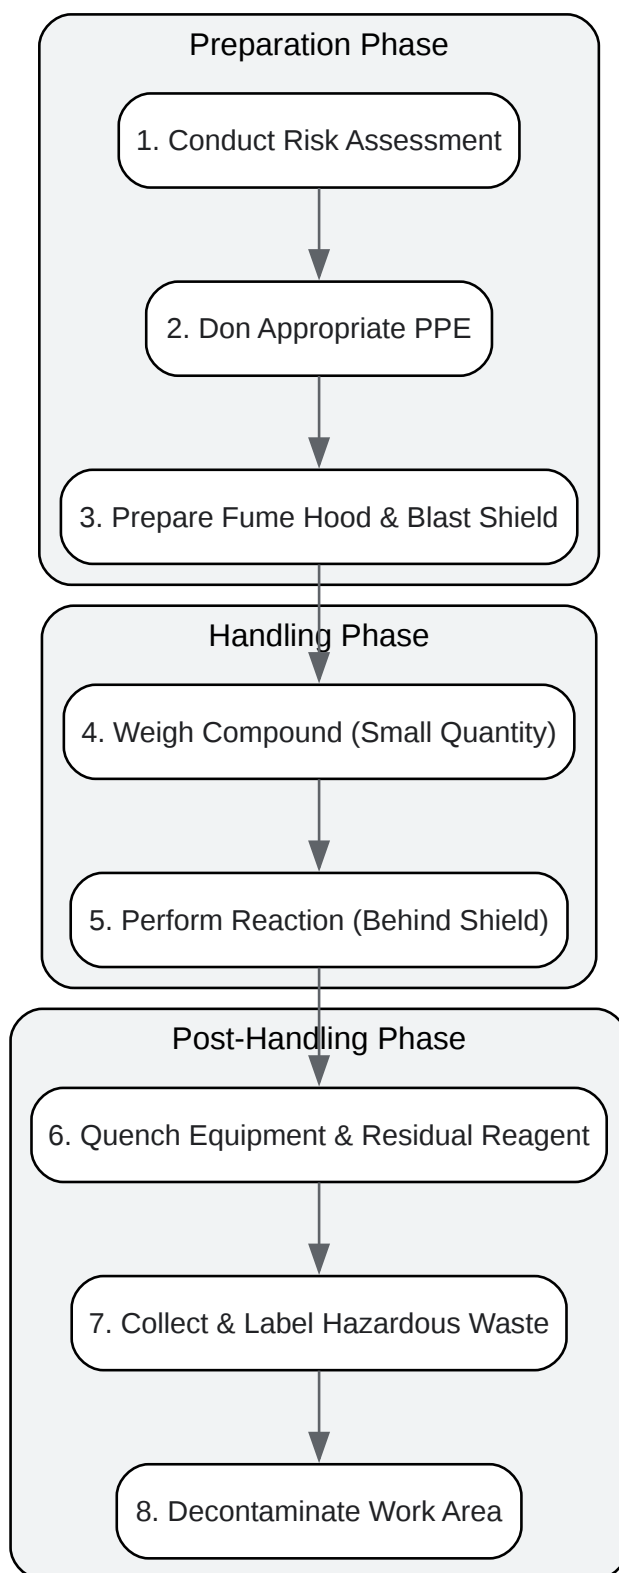 Preparation Phase
1. Conduct Risk Assessment
2. Don Appropriate PPE
3. Prepare Fume Hood & Blast Shield
Handling Phase
4. Weigh Compound (Small Quantity)
5. Perform Reaction (Behind Shield)
Post-Handling Phase
6. Quench Equipment & Residual Reagent
7. Collect & Label Hazardous Waste
8. Decontaminate Work Area